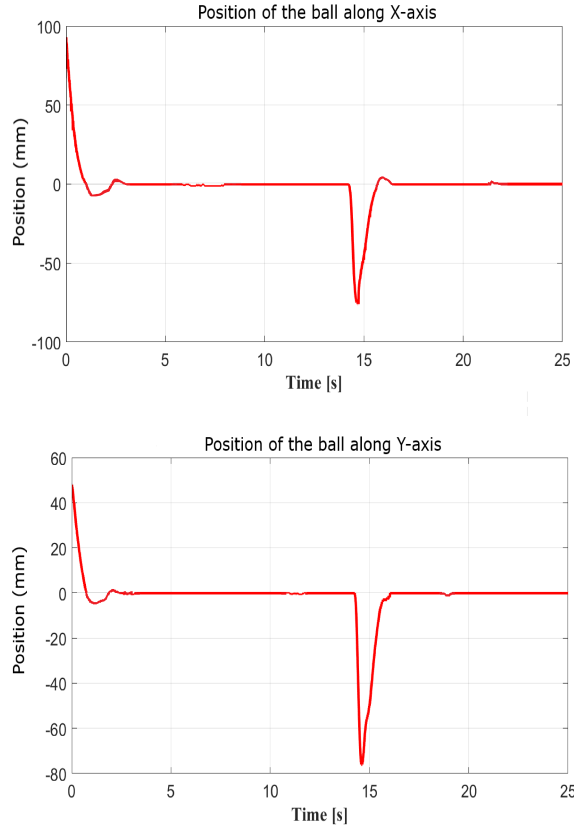 Position of the ball along X-axis
100
50
0
-50
-100
Position (mm)
0 5 10 15 20 25
Time [s]
Position of the ball along Y-axis
60
40
20
0
-20
-40
-60
-80
Position (mm)
0 5 10 15 20 25
Time [s]